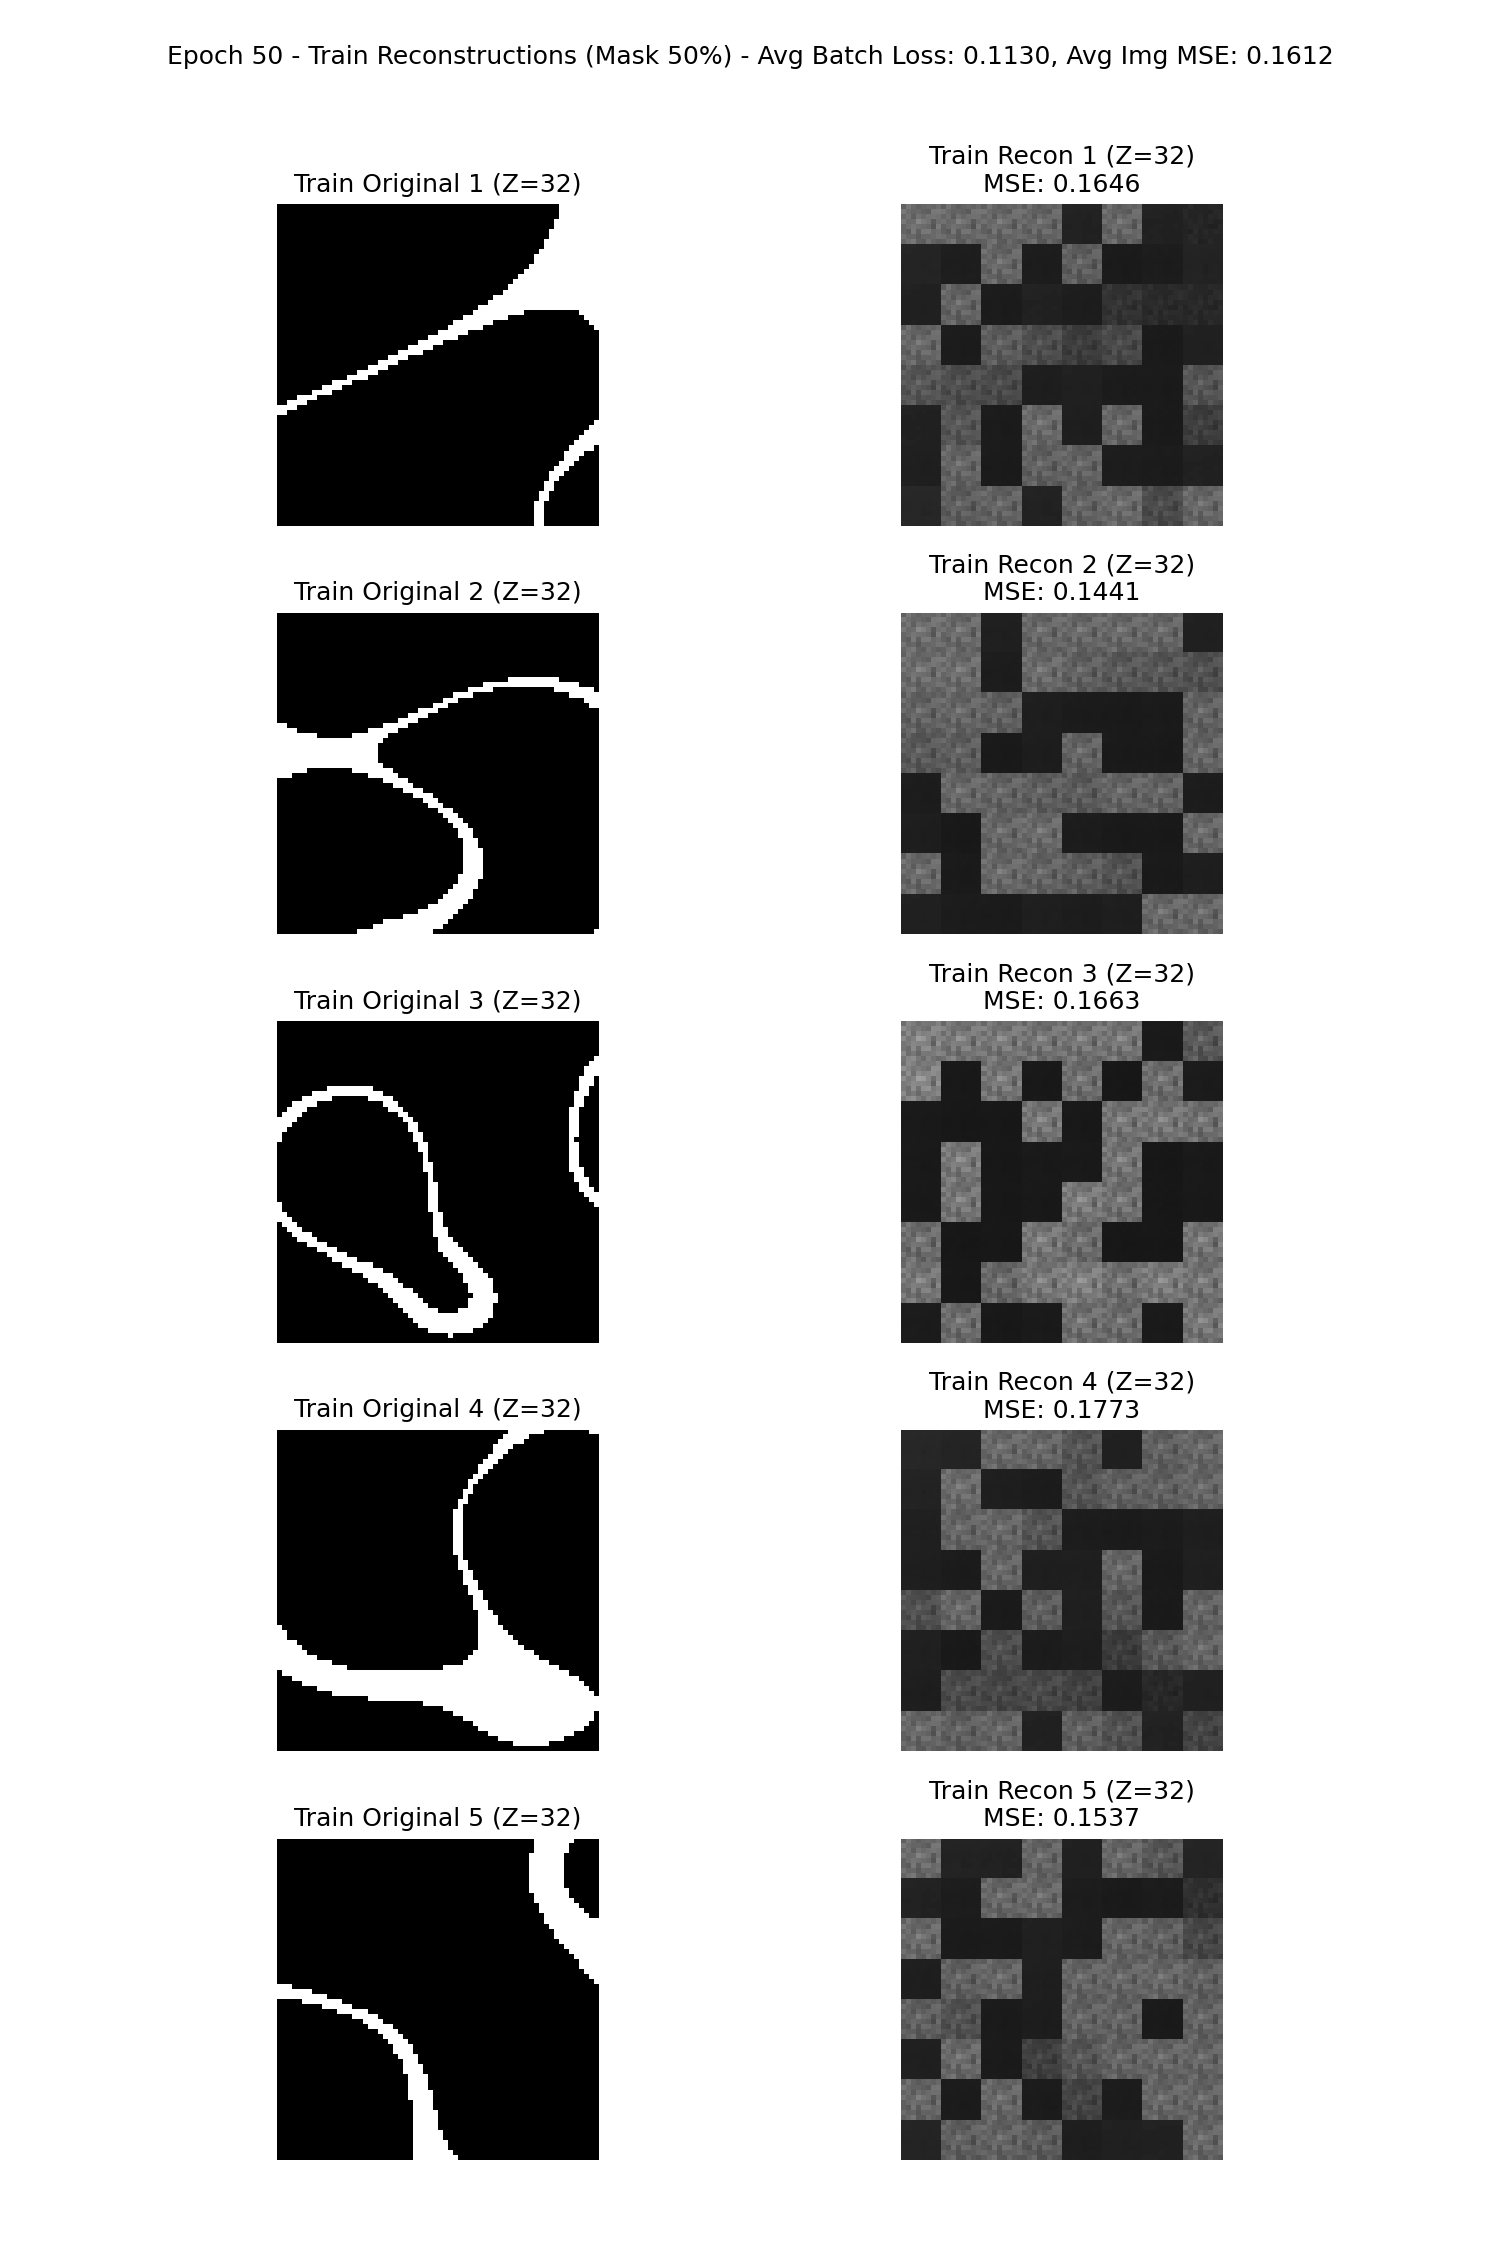 Epoch 50 - Train Reconstructions (Mask 50%) - Avg Batch Loss: 0.1130, Avg Img MSE: 0.1612
Train Original 1 (Z=32)
Train Recon 1 (Z=32)
MSE: 0.1646
Train Original 2 (Z=32)
Train Recon 2 (Z=32)
MSE: 0.1441
Train Original 3 (Z=32)
Train Recon 3 (Z=32)
MSE: 0.1663
Train Original 4 (Z=32)
Train Recon 4 (Z=32)
MSE: 0.1773
Train Original 5 (Z=32)
Train Recon 5 (Z=32)
MSE: 0.1537